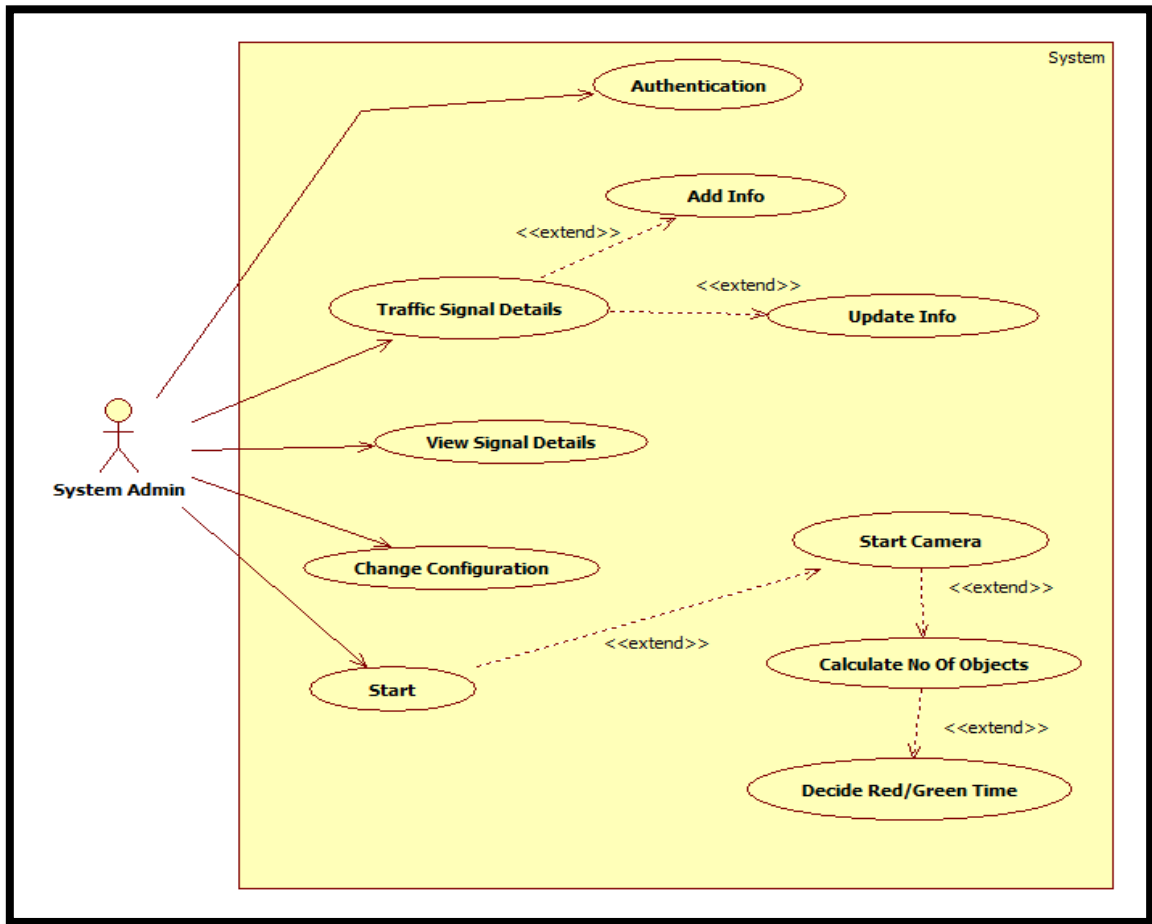 System
Authentication
Add Info
<<extend>>
<<extend>>
Traffic Signal Details
Update Info
View Signal Details
System Admin
Start Camera
Change Configuration
<<extend>>
<<extend>>
Calculate No Of Objects
Start
<<extend>>
Decide Red/Green Time